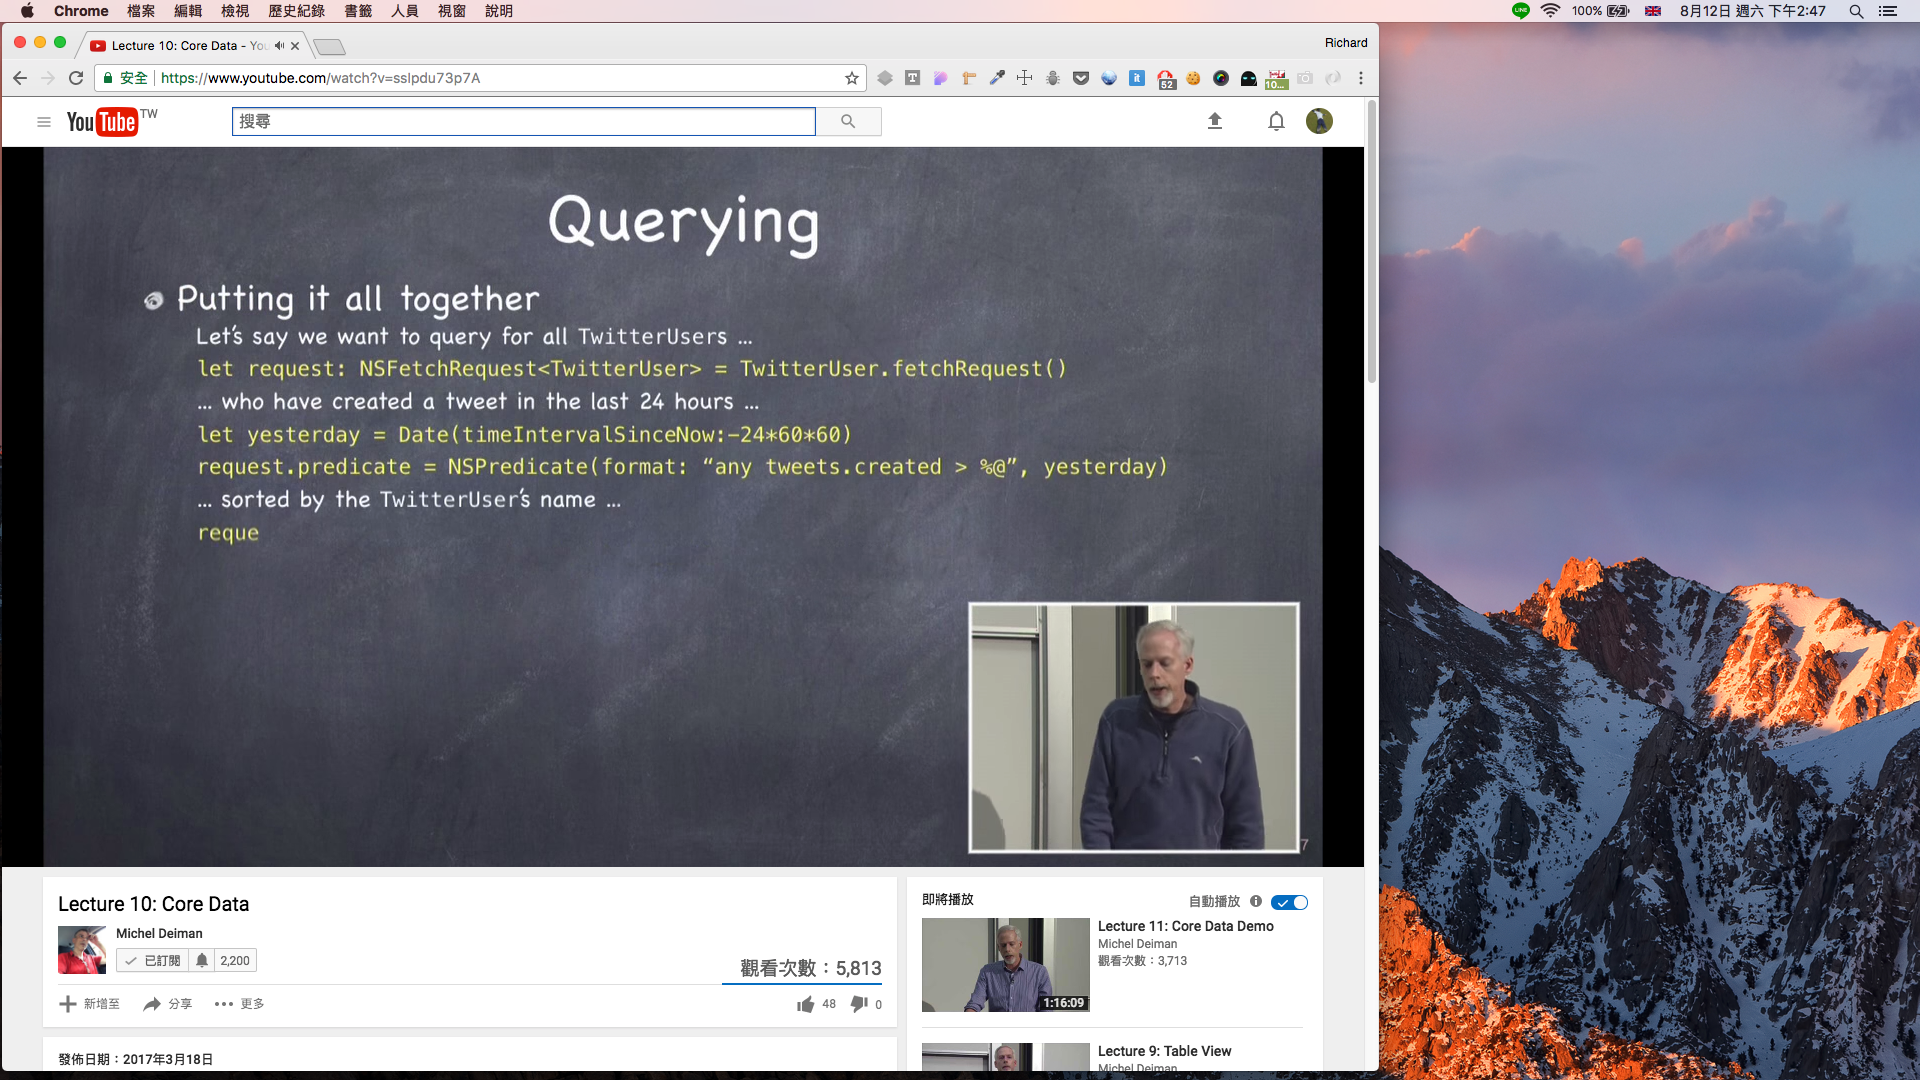 Chrome 檔案 編輯 檢視 歷史紀錄 書籤 人員 視窗 說明 LINE 100% 8月12日 週六 下午2:47
Lecture 10: Core Data - You Richard
安全 https://www.youtube.com/watch?v=ssIpdu73p7A T it 52 10...
YouTube TW 搜尋
Querying
Putting it all together
Let's say we want to query for all TwitterUsers ...
let request: NSFetchRequest<TwitterUser> = TwitterUser.fetchRequest()
... who have created a tweet in the last 24 hours ...
let yesterday = Date(timeIntervalSinceNow:-24*60*60)
request.predicate = NSPredicate(format: “any tweets.created > %@”, yesterday)
... sorted by the TwitterUser's name ...
reque
7
Lecture 10: Core Data
Michel Deiman
已訂閱 2,200
觀看次數：5,813
新增至 分享 更多 48 0
發佈日期：2017年3月18日
即將播放 自動播放
Lecture 11: Core Data Demo
Michel Deiman
觀看次數：3,713
1:16:09
Lecture 9: Table View
Michel Deiman